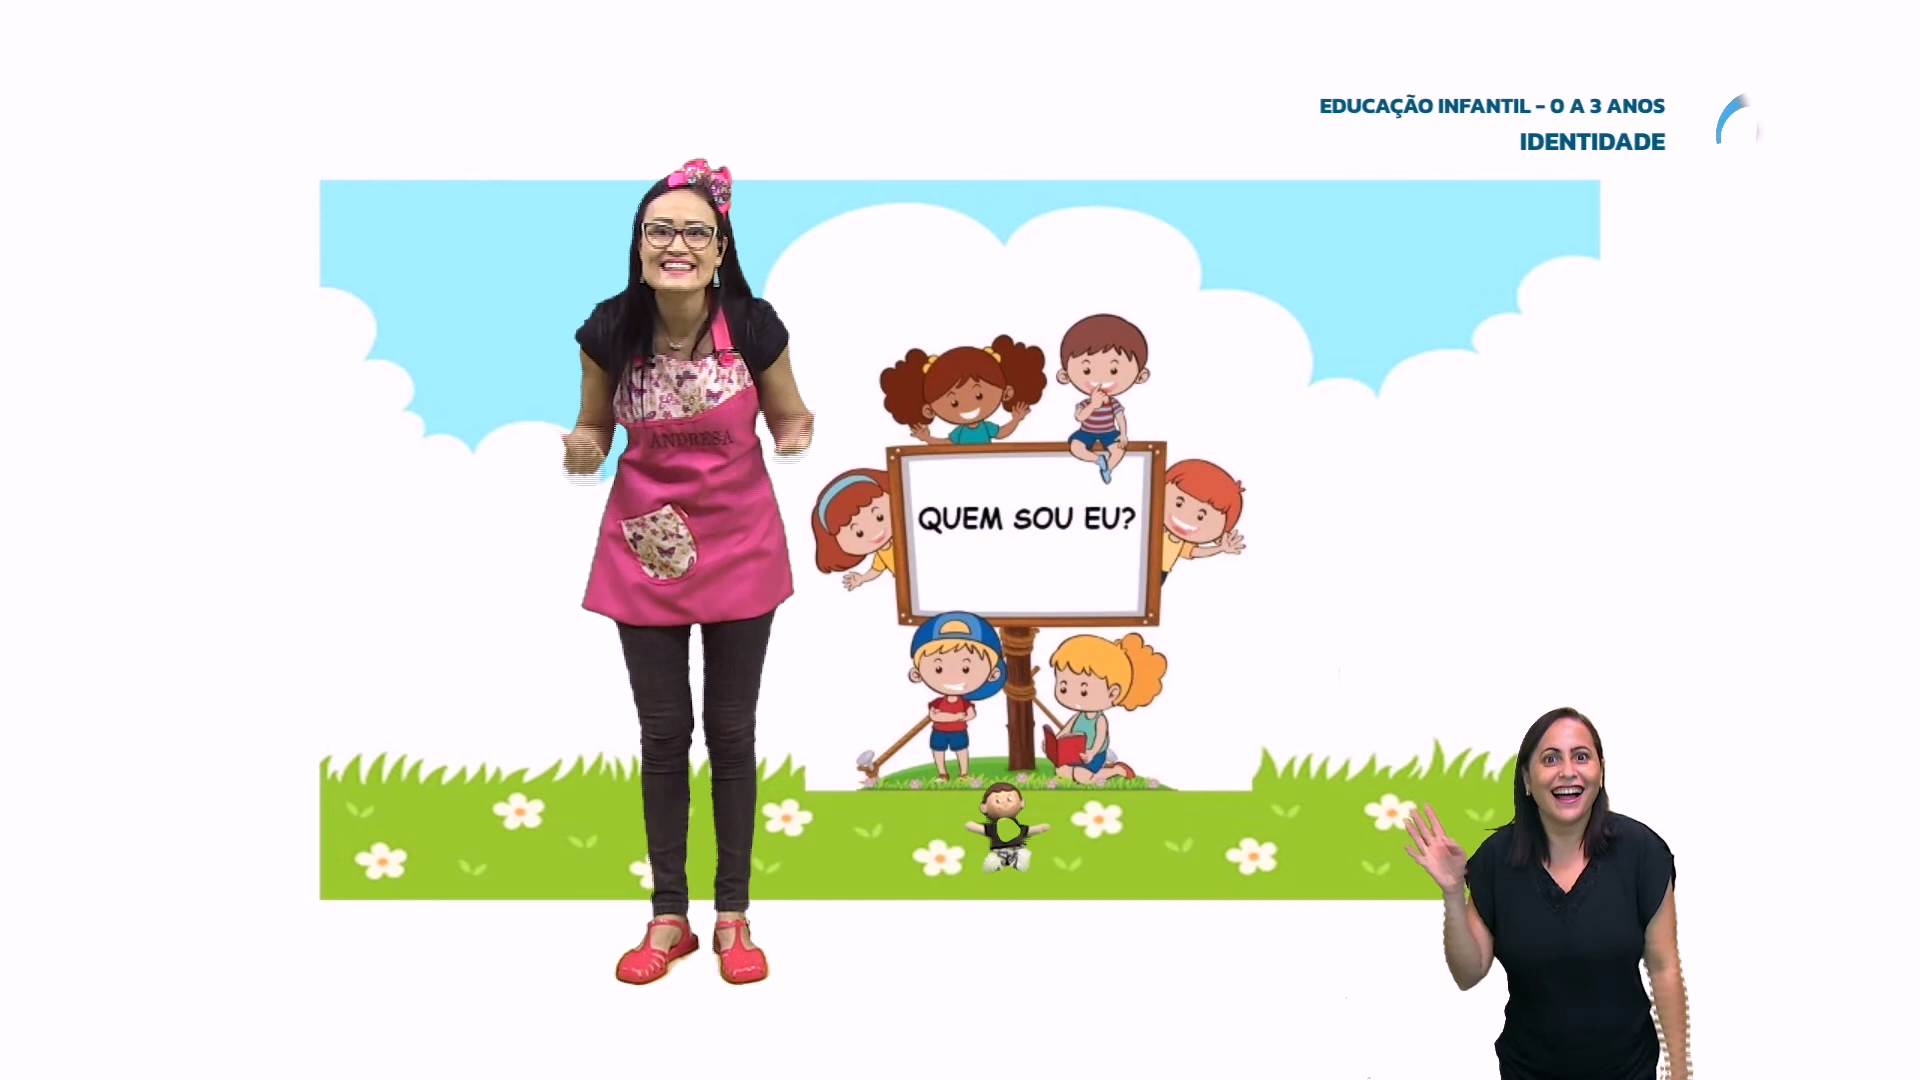 EDUCAÇÃO INFANTIL - 0 A 3 ANOS
IDENTIDADE
ANDRESA
QUEM SOU EU?